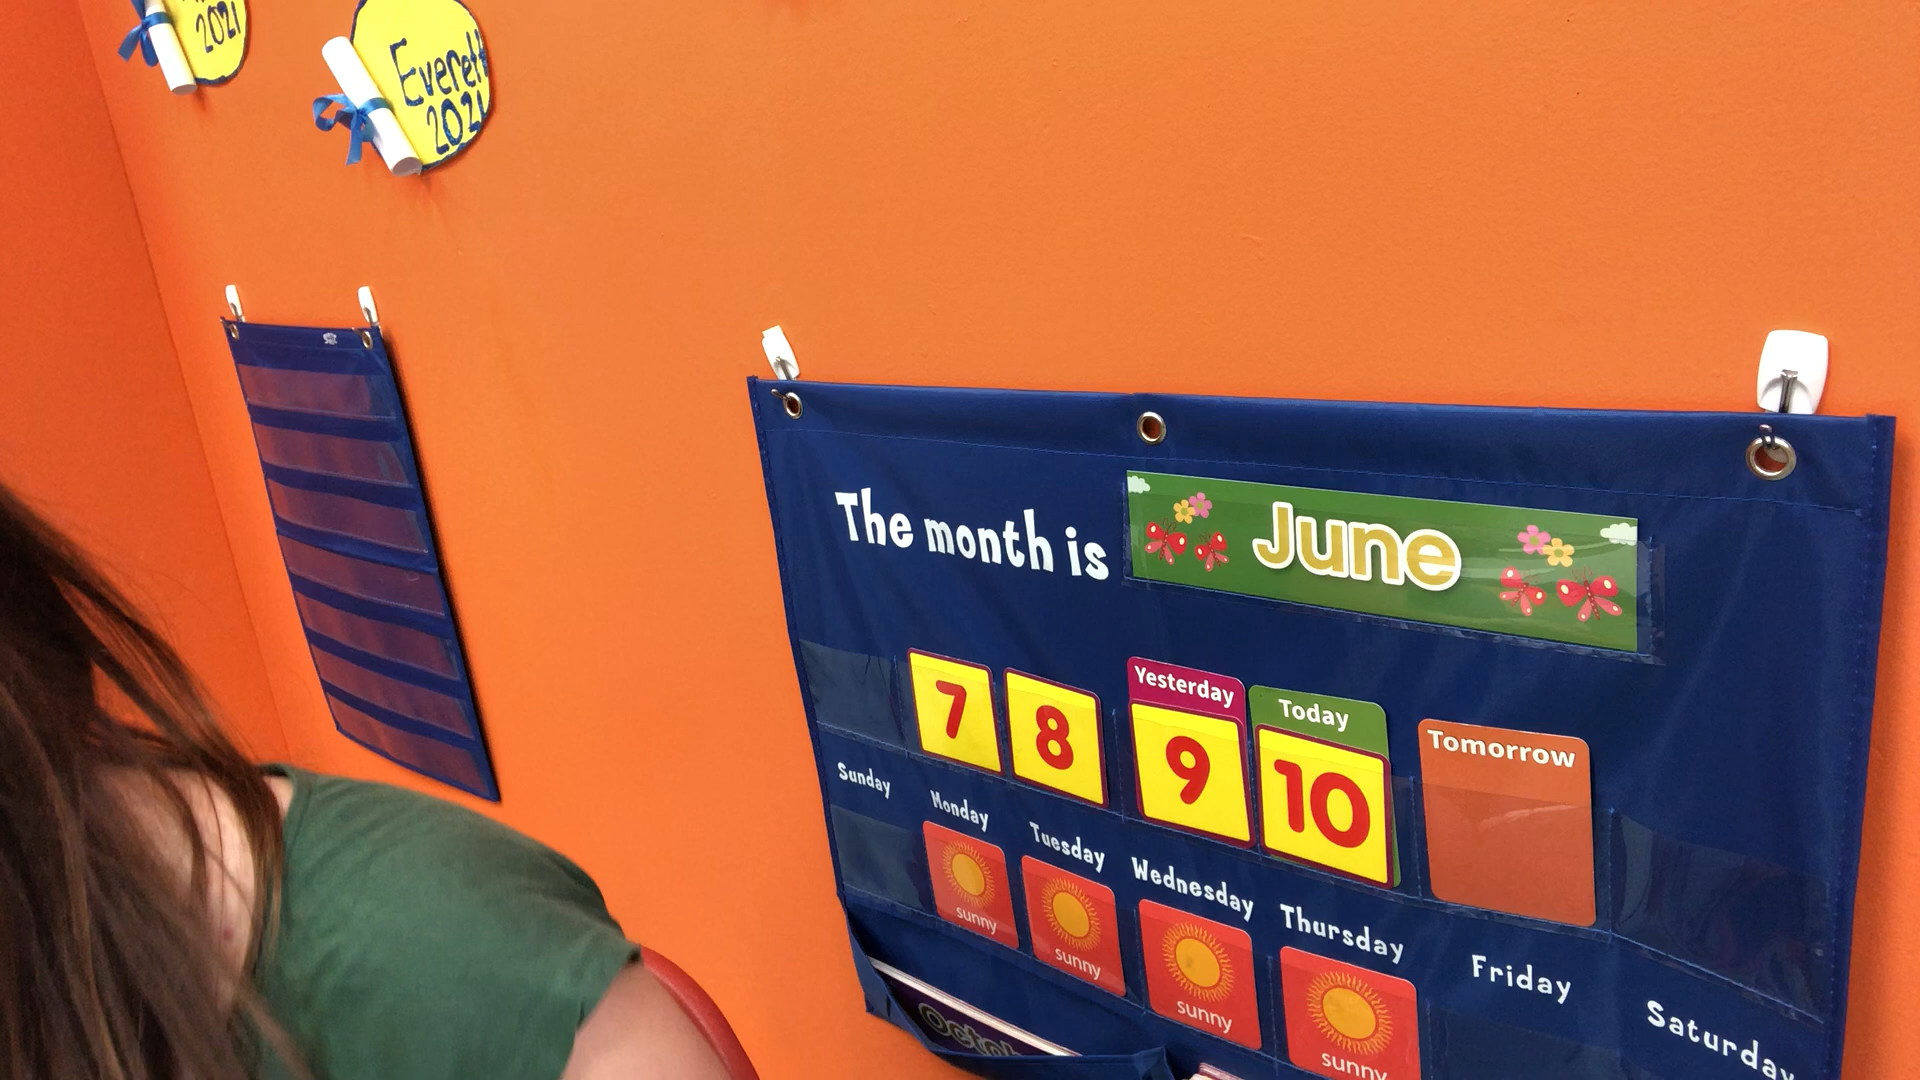 2021
Everett
2021
The month is June
Yesterday Today Tomorrow
7 8 9 10
Sunday Monday Tuesday Wednesday Thursday Friday Saturday
sunny sunny sunny sunny